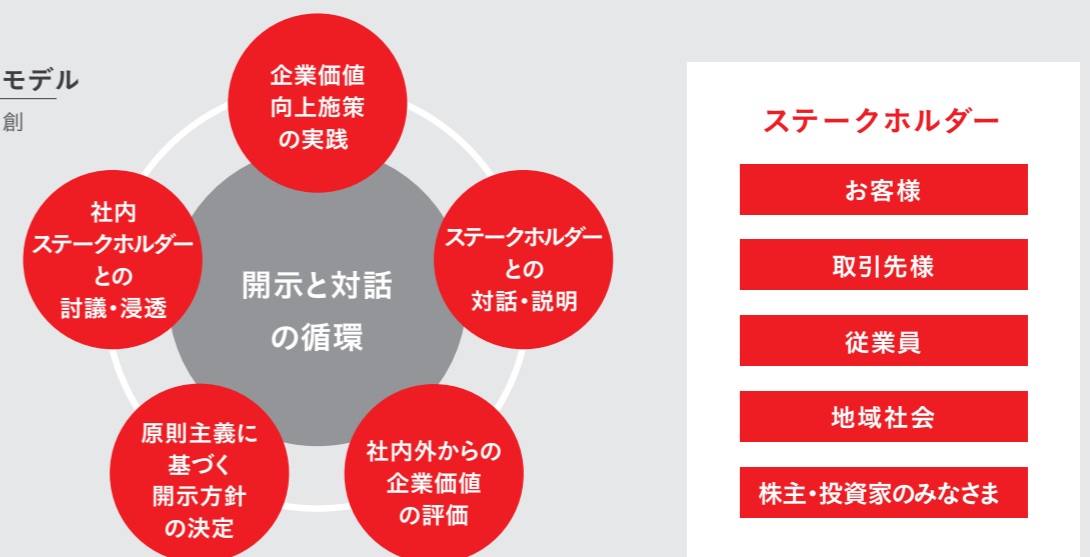 モデル
創
企業価値
向上施策
の実践
社内
ステークホルダー
との
討議・浸透
ステークホルダー
との
対話・説明
開示と対話
の循環
原則主義に
基づく
開示方針
の決定
社内外からの
企業価値
の評価
ステークホルダー
お客様
取引先様
従業員
地域社会
株主・投資家のみなさま